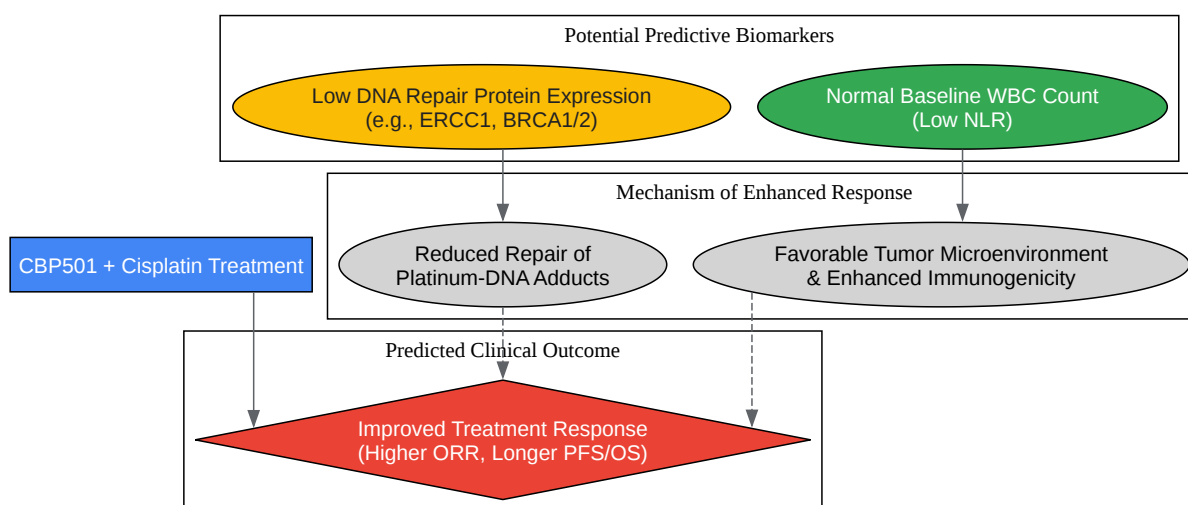 Potential Predictive Biomarkers
Low DNA Repair Protein Expression
(e.g., ERCC1, BRCA1/2)
Normal Baseline WBC Count
(Low NLR)
Mechanism of Enhanced Response
CBP501 + Cisplatin Treatment
Reduced Repair of
Platinum-DNA Adducts
Favorable Tumor Microenvironment
& Enhanced Immunogenicity
Predicted Clinical Outcome
Improved Treatment Response
(Higher ORR, Longer PFS/OS)